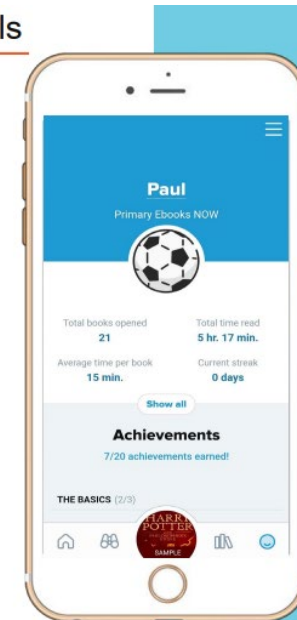 ls
Paul
Primary Ebooks NOW
Total books opened
21
Total time read
5 hr. 17 min.
Average time per book
15 min.
Current streak
0 days
Show all
Achievements
7/20 achievements earned!
THE BASICS (2/3)
HARRY
POTTER
SAMPLE